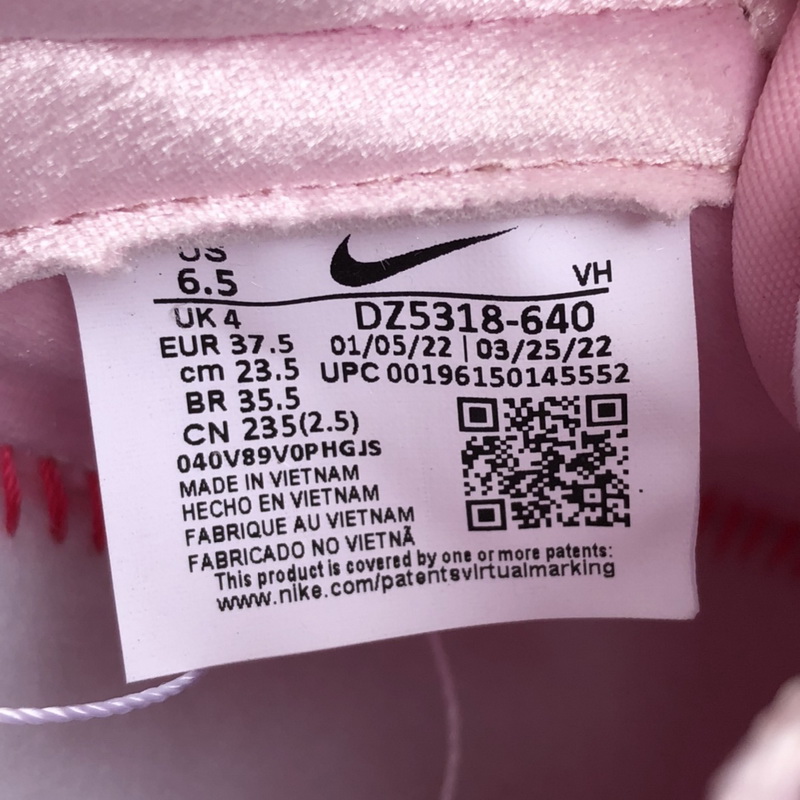 US
6.5
VH
UK 4
DZ5318-640
EUR 37.5
01/05/22 | 03/25/22
cm 23.5
UPC 00196150145552
BR 35.5
CN 235(2.5)
040V89V0PHGJS
MADE IN VIETNAM
HECHO EN VIETNAM
FABRIQUE AU VIETNAM
FABRICADO NO VIETNÃ
This product is covered by one or more patents:
www.nike.com/patentsvirtualmarking